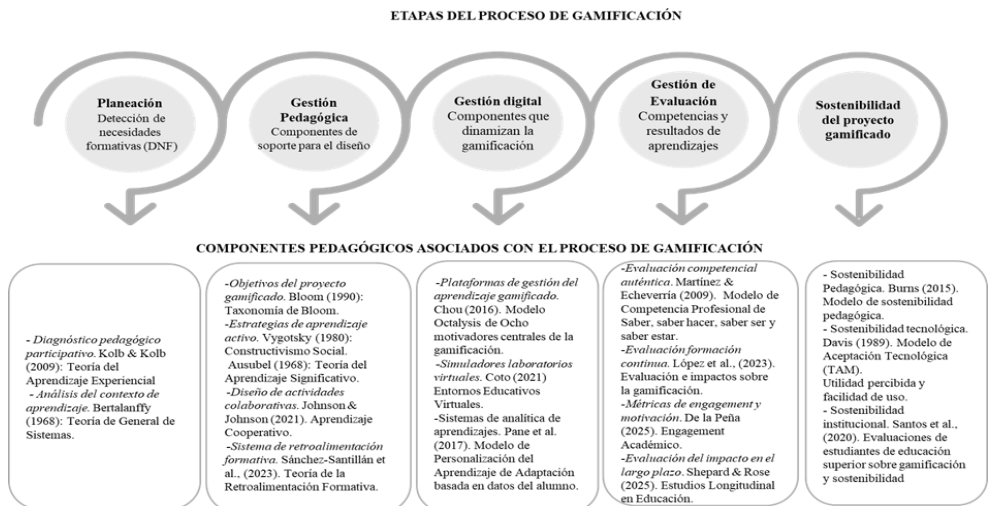 ETAPAS DEL PROCESO DE GAMIFICACIÓN
Planeación
Detección de
necesidades
formativas (DNF)
Gestión
Pedagógica
Componentes de
soporte para el diseño
Gestión digital
Componentes que
dinamizan la
gamificación
Gestión de
Evaluación
Competencias y
resultados de
aprendizajes
Sostenibilidad
del proyecto
gamificado
COMPONENTES PEDAGÓGICOS ASOCIADOS CON EL PROCESO DE GAMIFICACIÓN
- Diagnóstico pedagógico
participativo. Kolb & Kolb
(2009): Teoría del
Aprendizaje Experiencial
- Análisis del contexto de
aprendizaje. Bertalanffy
(1968): Teoría de General de
Sistemas.
-Objetivos del proyecto
gamificado. Bloom (1990):
Taxonomía de Bloom.
-Estrategias de aprendizaje
activo. Vygotsky (1980):
Constructivismo Social.
Ausubel (1968): Teoría del
Aprendizaje Significativo.
-Diseño de actividades
colaborativas. Johnson &
Johnson (2021). Aprendizaje
Cooperativo.
-Sistema de retroalimentación
formativa. Sánchez-Santillán et
al., (2023). Teoría de la
Retroalimentación Formativa.
-Plataformas de gestión del
aprendizaje gamificado.
Chou (2016). Modelo
Octalysis de Ocho
motivadores centrales de la
gamificación.
-Simuladores laboratorios
virtuales. Coto (2021)
Entornos Educativos
Virtuales.
-Sistemas de analítica de
aprendizajes. Pane et al.
(2017). Modelo de
Personalización del
Aprendizaje de Adaptación
basada en datos del alumno.
-Evaluación competencial
auténtica. Martínez &
Echeverría (2009). Modelo de
Competencia Profesional de
Saber, saber hacer, saber ser y
saber estar.
-Evaluación formación
continua. López et al., (2023).
Evaluación e impactos sobre
la gamificación.
-Métricas de engagement y
motivación. De la Peña
(2025). Engagement
Académico.
-Evaluación del impacto en el
largo plazo. Shepard & Rose
(2025). Estudios Longitudinal
en Educación.
- Sostenibilidad
Pedagógica. Burns (2015).
Modelo de sostenibilidad
pedagógica.
- Sostenibilidad tecnológica.
Davis (1989). Modelo de
Aceptación Tecnológica
(TAM).
Utilidad percibida y
facilidad de uso.
- Sostenibilidad
institucional. Santos et al.,
(2020). Evaluaciones de
estudiantes de educación
superior sobre gamificación
y sostenibilidad